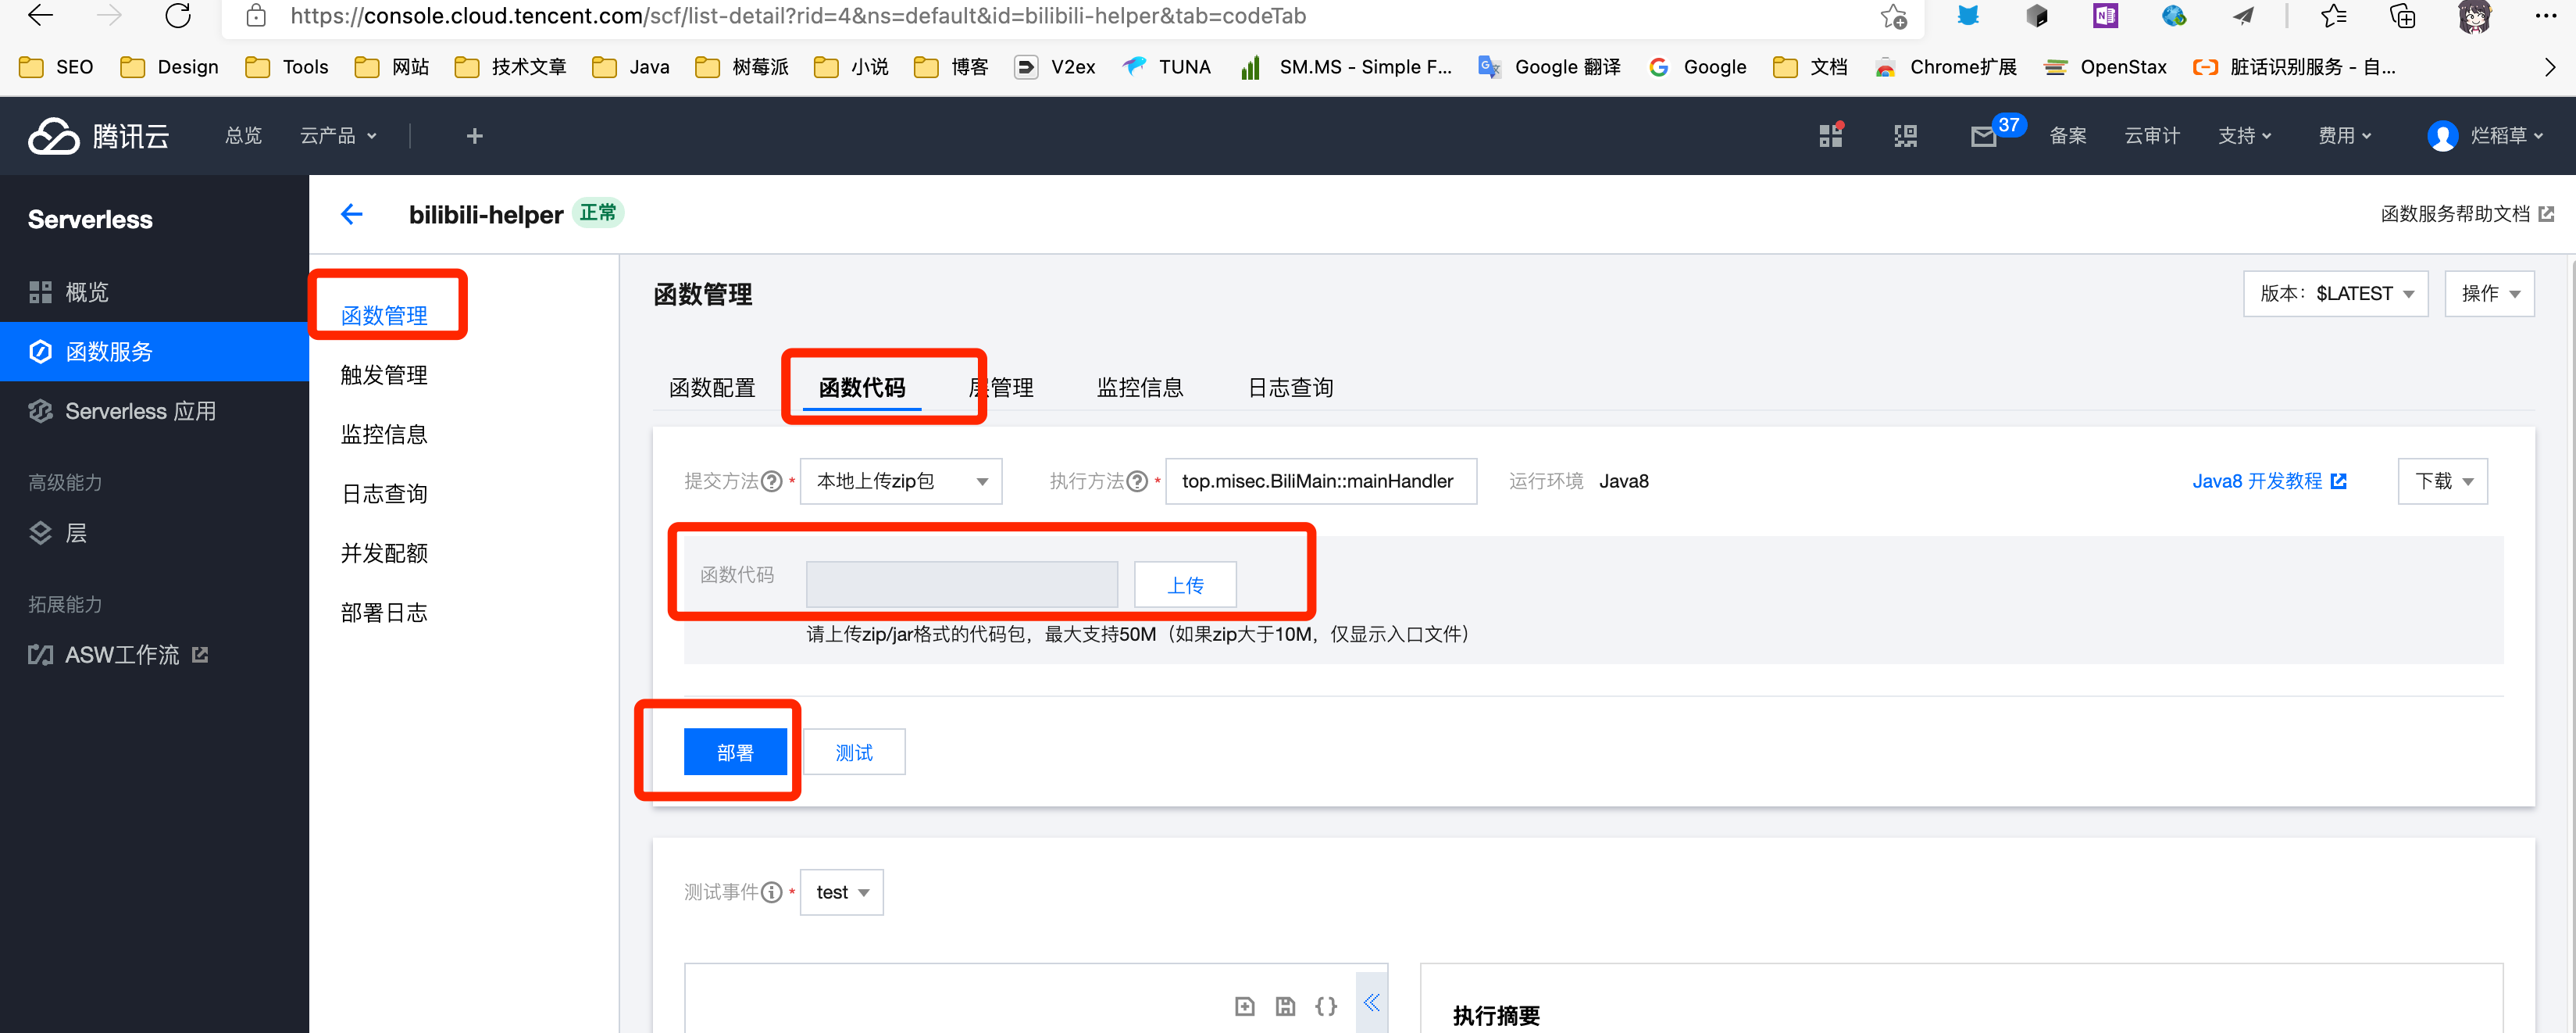 https://console.cloud.tencent.com/scf/list-detail?rid=4&ns=default&id=bilibili-helper&tab=codeTab
SEO Design Tools 网站 技术文章 Java 树莓派 小说 博客 V2ex TUNA SM.MS - Simple F... Google 翻译 Google 文档 Chrome扩展 OpenStax 脏话识别服务 - 自...
腾讯云 总览 云产品 37 备案 云审计 支持 费用 烂稻草
Serverless
概览
函数服务
Serverless 应用
高级能力
层
拓展能力
ASW工作流
bilibili-helper 正常 函数服务帮助文档
函数管理
触发管理
监控信息
日志查询
并发配额
部署日志
函数管理 版本：$LATEST 操作
函数配置 函数代码 层管理 监控信息 日志查询
提交方法 * 本地上传zip包 执行方法 * top.misec.BiliMain::mainHandler 运行环境 Java8 Java8 开发教程 下载
函数代码 上传
请上传zip/jar格式的代码包，最大支持50M（如果zip大于10M，仅显示入口文件）
部署 测试
测试事件 * test
执行摘要